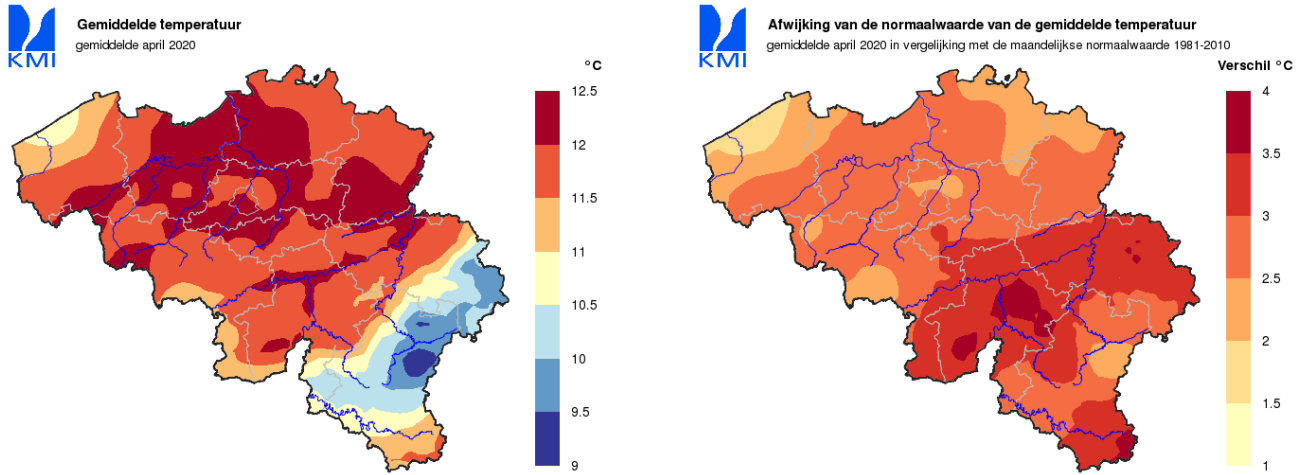 KMI
Gemiddelde temperatuur
gemiddelde april 2020
°C
12.5
12
11.5
11
10.5
10
9.5
9
KMI
Afwijking van de normaalwaarde van de gemiddelde temperatuur
gemiddelde april 2020 in vergelijking met de maandelijkse normaalwaarde 1981-2010
Verschil °C
4
3.5
3
2.5
2
1.5
1